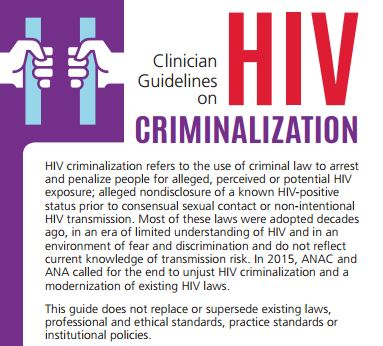 Clinician
Guidelines
on
HIV
CRIMINALIZATION
HIV criminalization refers to the use of criminal law to arrest
and penalize people for alleged, perceived or potential HIV
exposure; alleged nondisclosure of a known HIV-positive
status prior to consensual sexual contact or non-intentional
HIV transmission. Most of these laws were adopted decades
ago, in an era of limited understanding of HIV and in an
environment of fear and discrimination and do not reflect
current knowledge of transmission risk. In 2015, ANAC and
ANA called for the end to unjust HIV criminalization and a
modernization of existing HIV laws.
This guide does not replace or supersede existing laws,
professional and ethical standards, practice standards or
institutional policies.